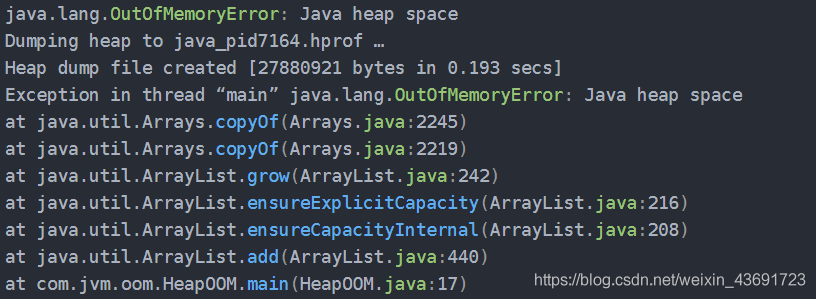 java.lang.OutOfMemoryError: Java heap space
Dumping heap to java_pid7164.hprof …
Heap dump file created [27880921 bytes in 0.193 secs]
Exception in thread “main” java.lang.OutOfMemoryError: Java heap space
at java.util.Arrays.copyOf(Arrays.java:2245)
at java.util.Arrays.copyOf(Arrays.java:2219)
at java.util.ArrayList.grow(ArrayList.java:242)
at java.util.ArrayList.ensureExplicitCapacity(ArrayList.java:216)
at java.util.ArrayList.ensureCapacityInternal(ArrayList.java:208)
at java.util.ArrayList.add(ArrayList.java:440)
at com.jvm.oom.HeapOOM.main(HeapOOM.java:17)
https://blog.csdn.net/weixin_43691723